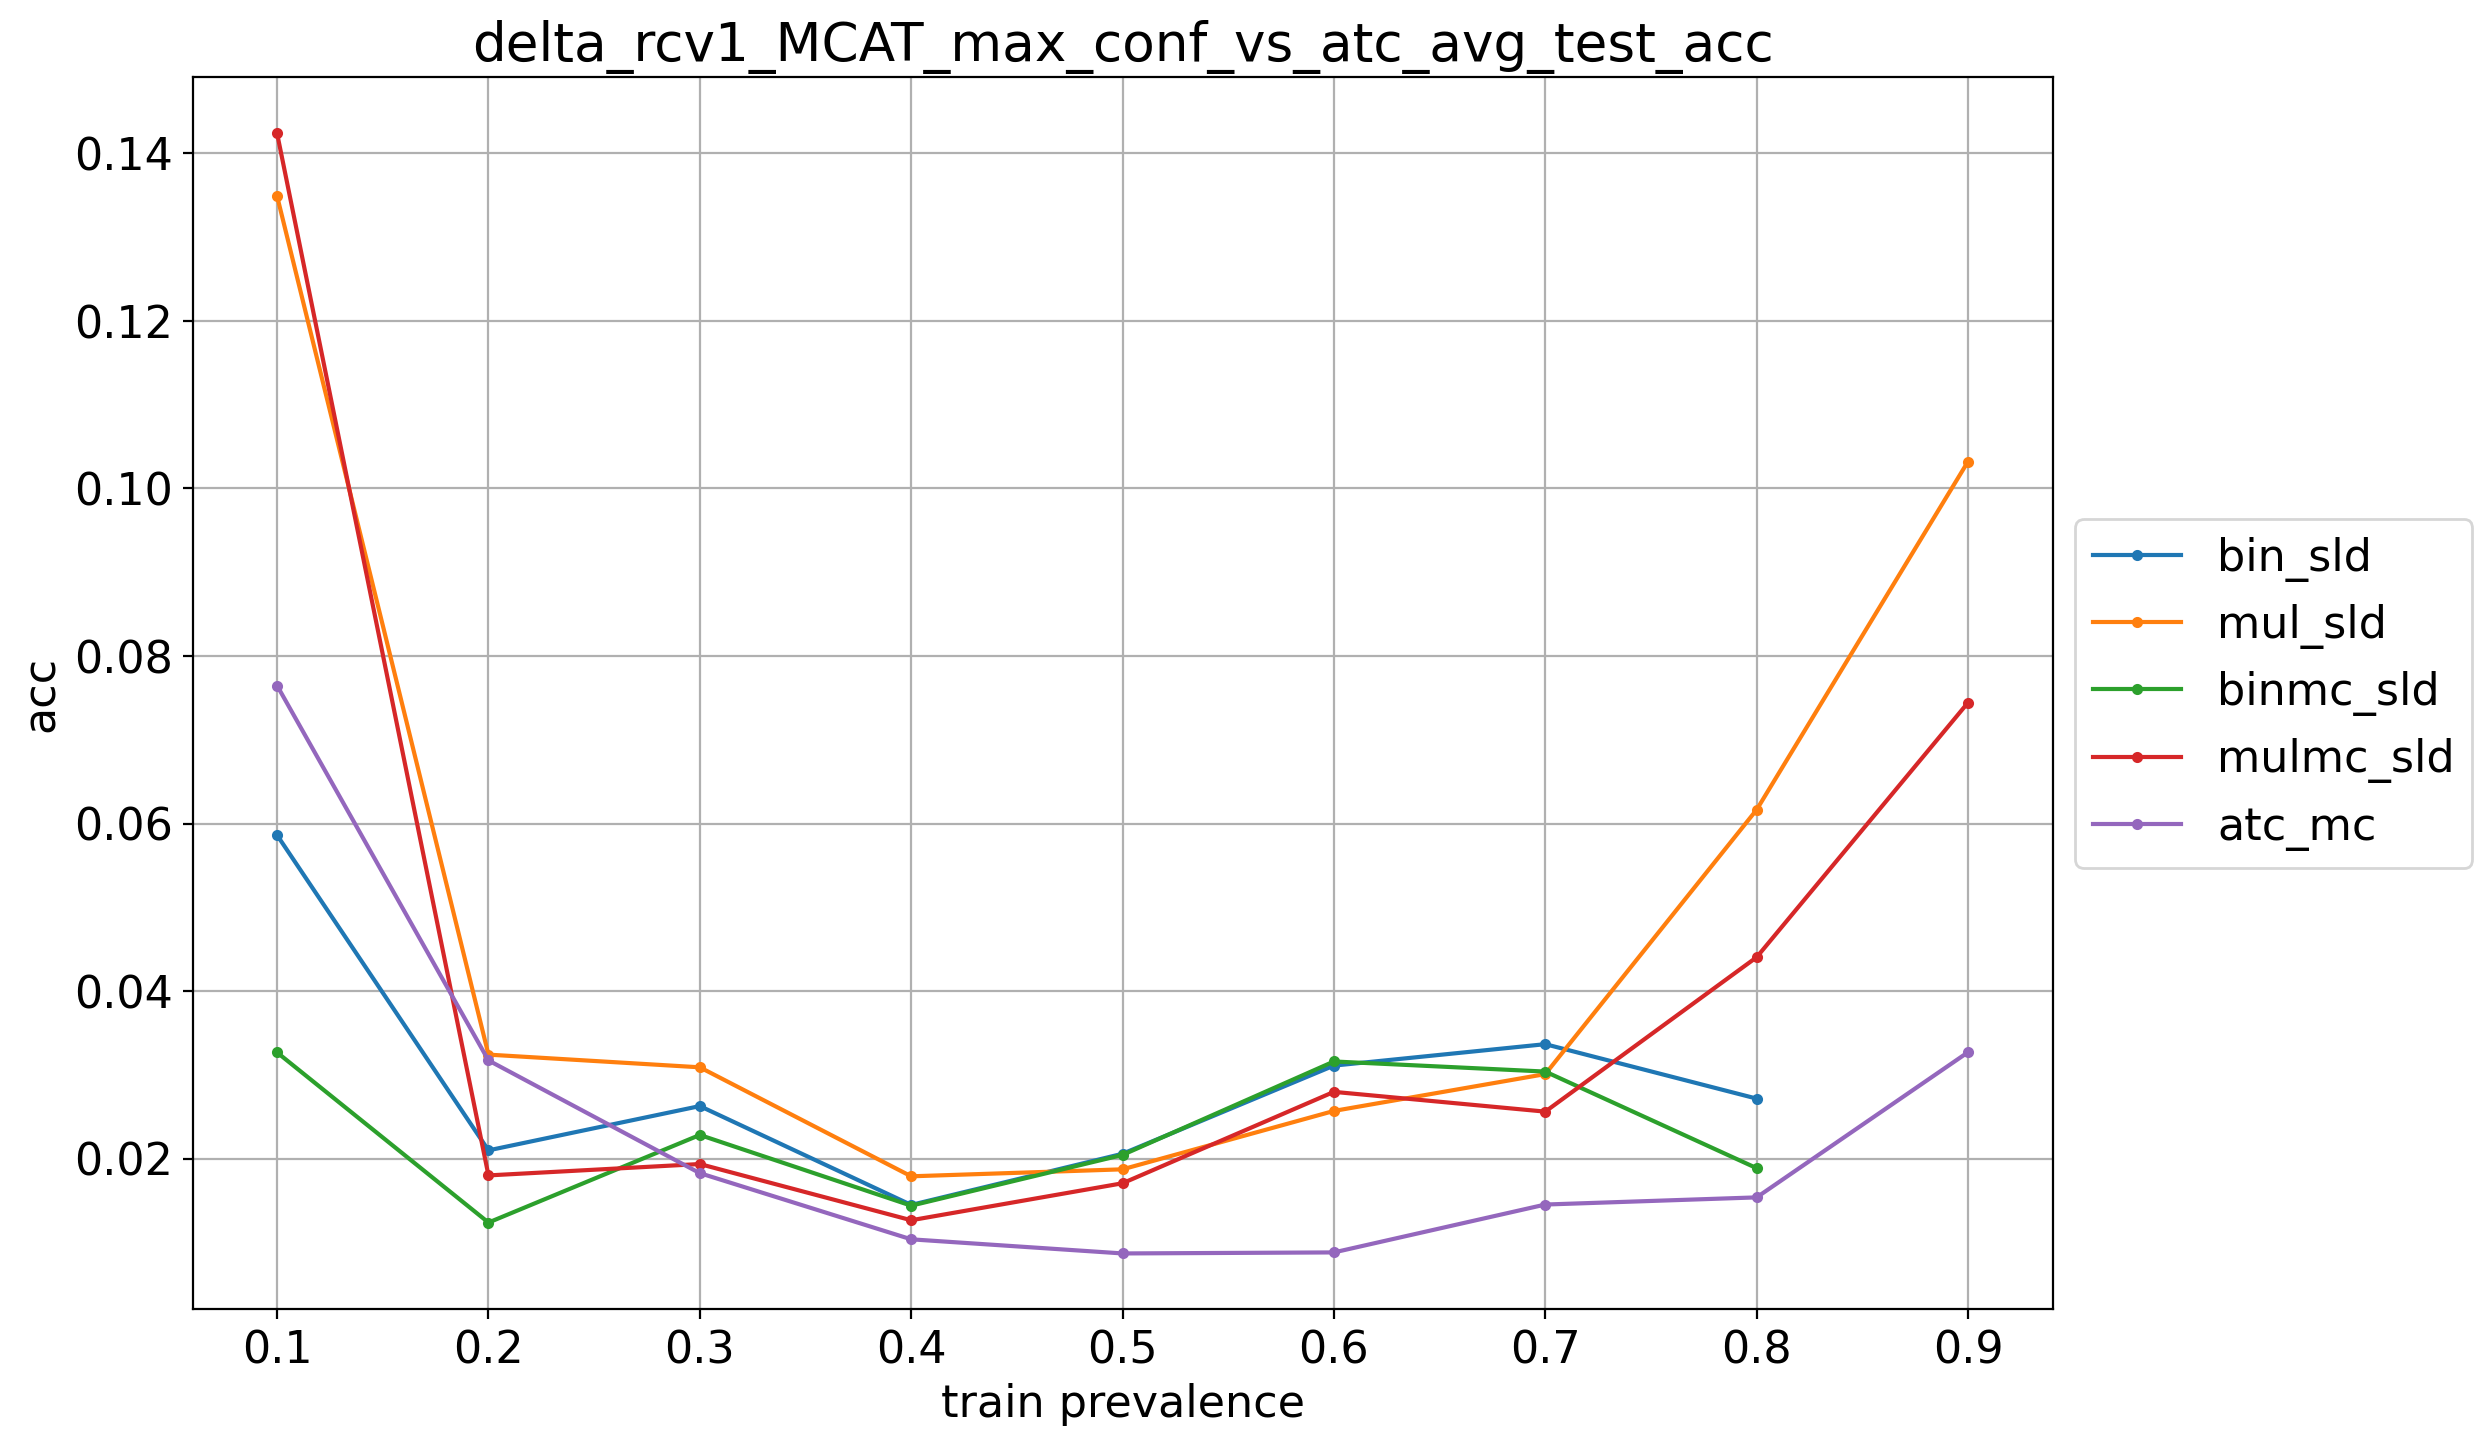 delta_rcv1_MCAT_max_conf_vs_atc_avg_test_acc
acc
0.14
0.12
0.10
0.08
0.06
0.04
0.02
0.1 0.2 0.3 0.4 0.5 0.6 0.7 0.8 0.9
train prevalence
bin_sld
mul_sld
binmc_sld
mulmc_sld
atc_mc